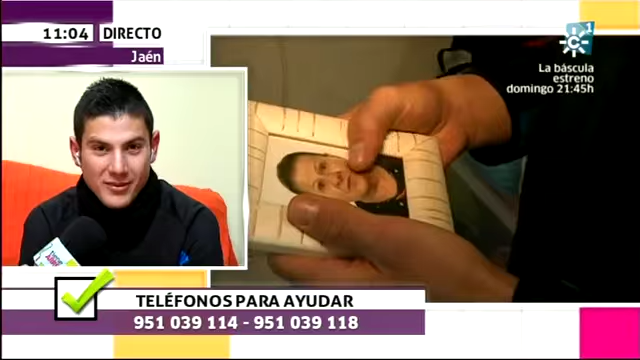 11:04 DIRECTO
Jaén
1
La báscula
estreno
domingo 21:45h
TELÉFONOS PARA AYUDAR
951 039 114 - 951 039 118